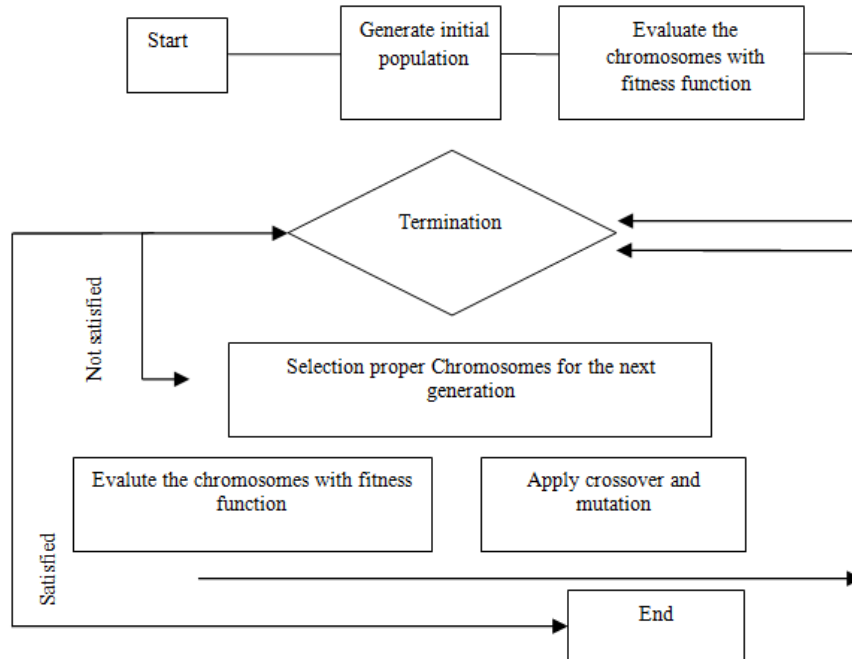 Start
Generate initial
population
Evaluate the
chromosomes with
fitness function
Termination
Not satisfied
Selection proper Chromosomes for the next
generation
Evalute the chromosomes with fitness
function
Apply crossover and
mutation
Satisfied
End